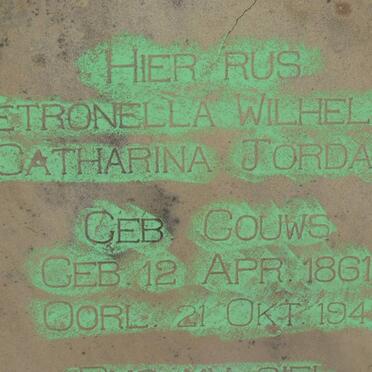 HIER RUS
ETRONELLA WILHEL
CATHARINA JORDA
GEB GOUWS
GEB. 12 APR. 1861
OORL. 21 OKT. 194